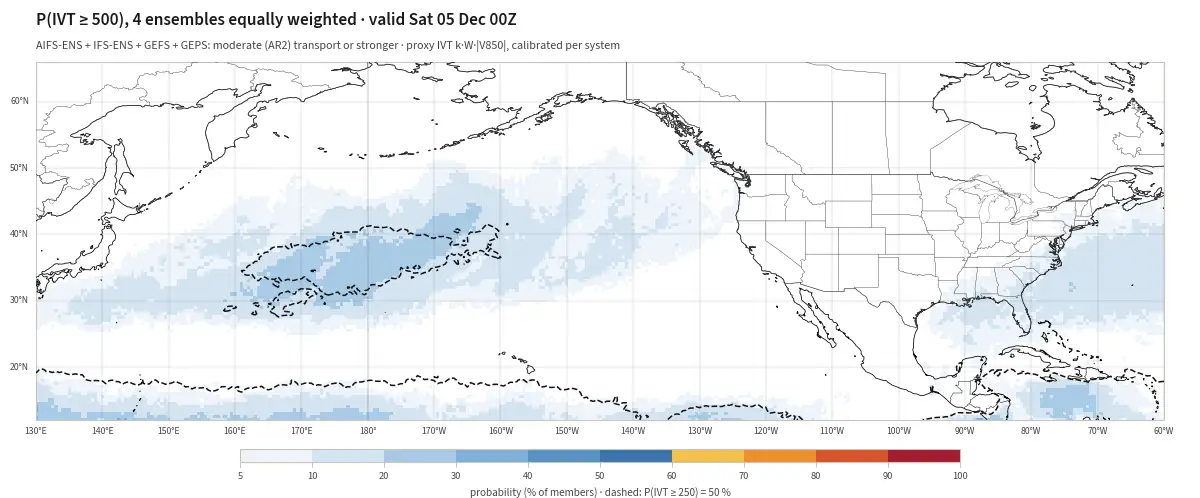 P(IVT ≥ 500), 4 ensembles equally weighted · valid Sat 05 Dec 00Z
AIFS-ENS + IFS-ENS + GEFS + GEPS: moderate (AR2) transport or stronger · proxy IVT k·W·|V850|, calibrated per system
60°N
50°N
40°N
30°N
20°N
130°E 140°E 150°E 160°E 170°E 180° 170°W 160°W 150°W 140°W 130°W 120°W 110°W 100°W 90°W 80°W 70°W 60°W
5 10 20 30 40 50 60 70 80 90 100
probability (% of members) · dashed: P(IVT ≥ 250) = 50 %